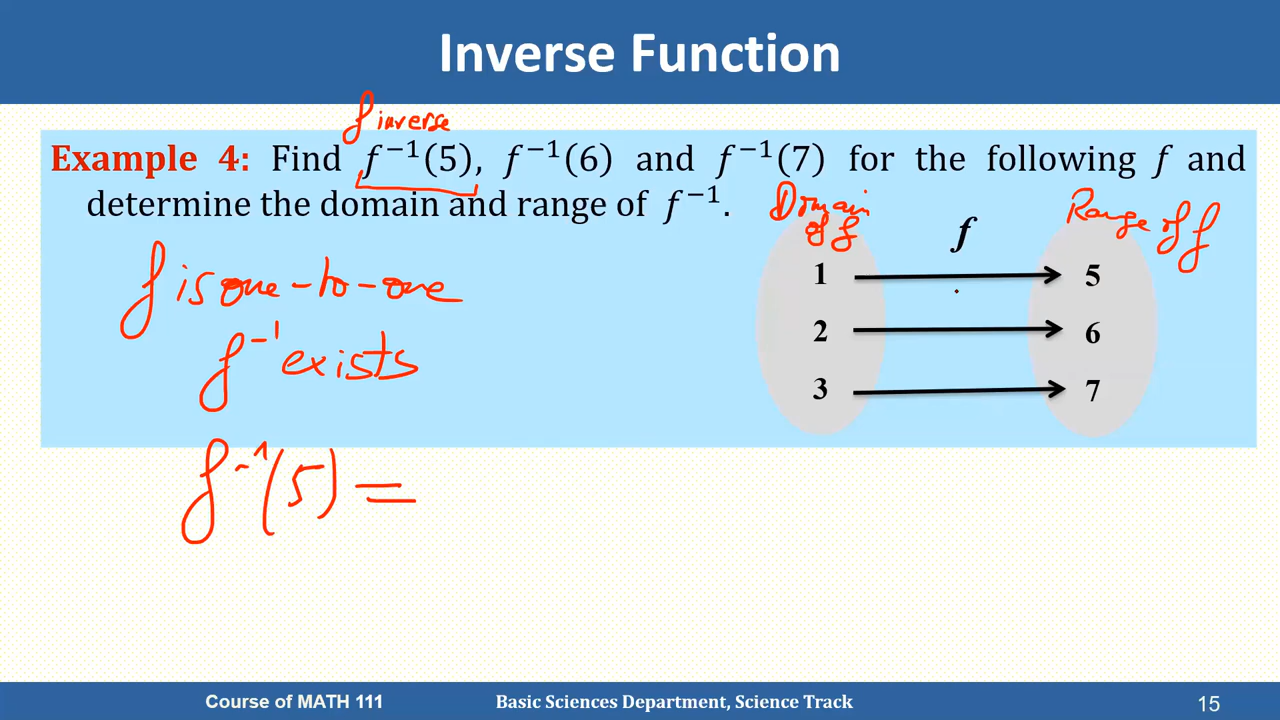 Inverse Function
f inverse
Example 4: Find f⁻¹(5), f⁻¹(6) and f⁻¹(7) for the following f and
determine the domain and range of f⁻¹.
Domain of f
f
Range of f
1 5
2 6
3 7
f is one-to-one
f⁻¹ exists
f⁻¹(5) =
Course of MATH 111 Basic Sciences Department, Science Track 15